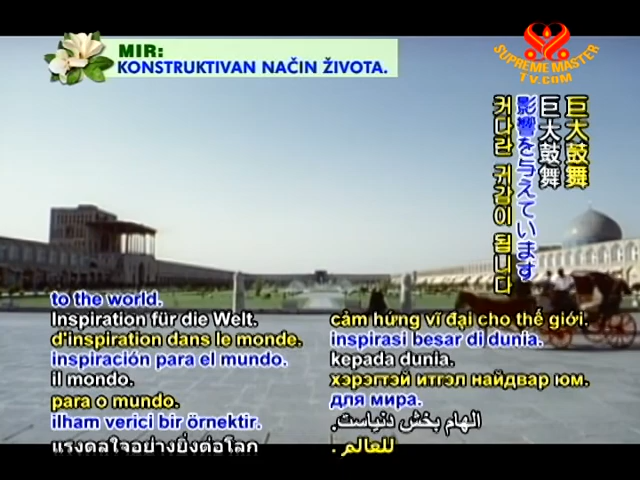 MIR:
KONSTRUKTIVAN NAČIN ŽIVOTA.
SUPREME MASTER
TV.COM
巨大鼓舞
巨大鼓舞
影響を与えています
커다란 귀감이 됩니다
to the world.
Inspiration für die Welt.
d'inspiration dans le monde.
inspiración para el mundo.
il mondo.
para o mundo.
ilham verici bir örnektir.
แรงดลใจอย่างยิ่งต่อโลก
cảm hứng vĩ đại cho thế giới.
inspirasi besar di dunia.
kepada dunia.
хэрэгтэй итгэл найдвар юм.
для мира.
الهام بخش دنیاست.
للعالم .